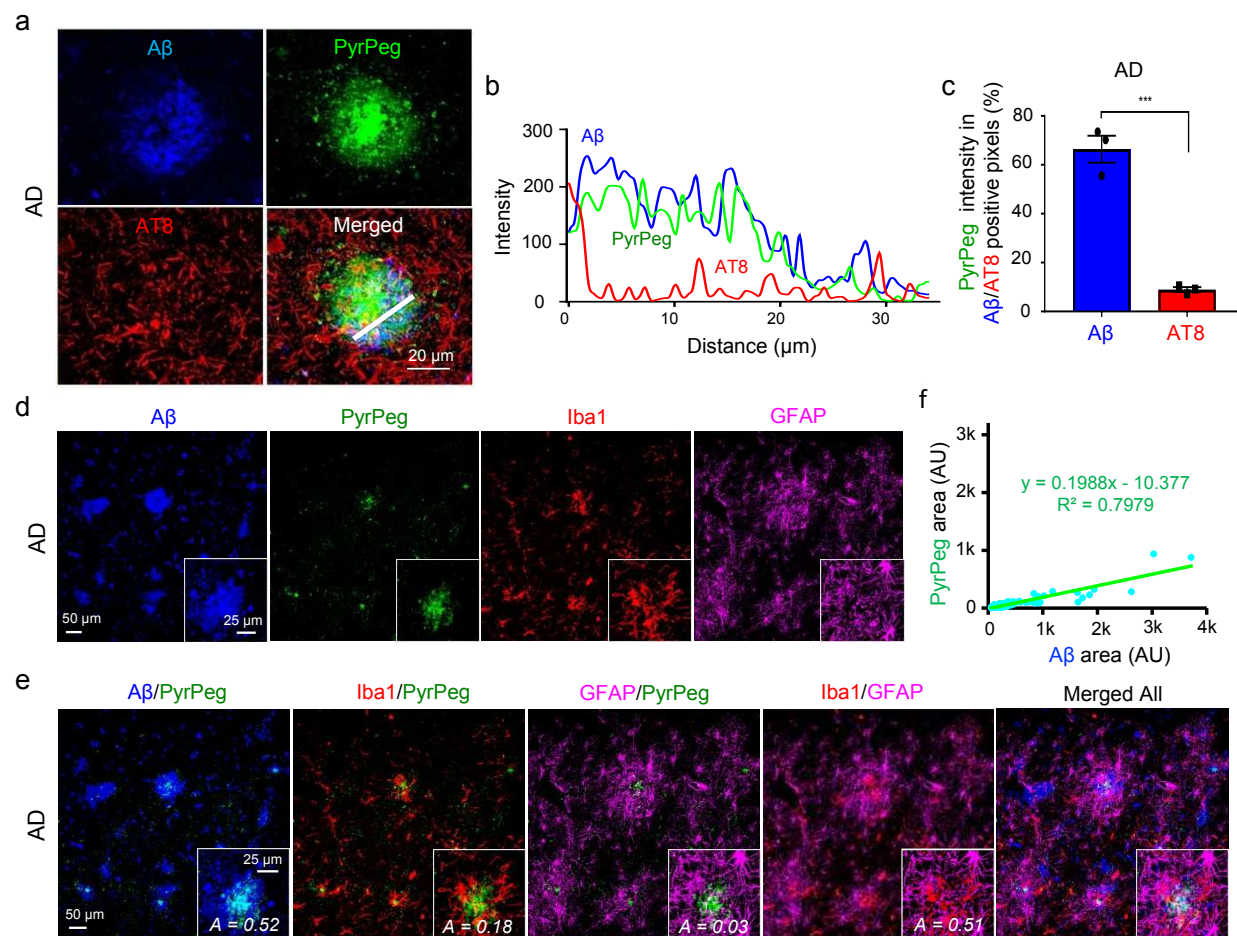 a
Aβ
PyrPeg
AD
AT8
Merged
20 µm
b
300
200
100
0
Intensity
Aβ
PyrPeg
AT8
0
10
20
30
Distance (µm)
c
AD
***
PyrPeg intensity in
Aβ/AT8 positive pixels (%)
80
60
40
20
0
Aβ
AT8
d
Aβ
PyrPeg
Iba1
GFAP
AD
50 µm
25 µm
f
3k
2k
1k
0
PyrPeg area (AU)
y = 0.1988x - 10.377
R² = 0.7979
0
1k
2k
3k
4k
Aβ area (AU)
e
Aβ/PyrPeg
Iba1/PyrPeg
GFAP/PyrPeg
Iba1/GFAP
Merged All
AD
50 µm
25 µm
A = 0.52
A = 0.18
A = 0.03
A = 0.51